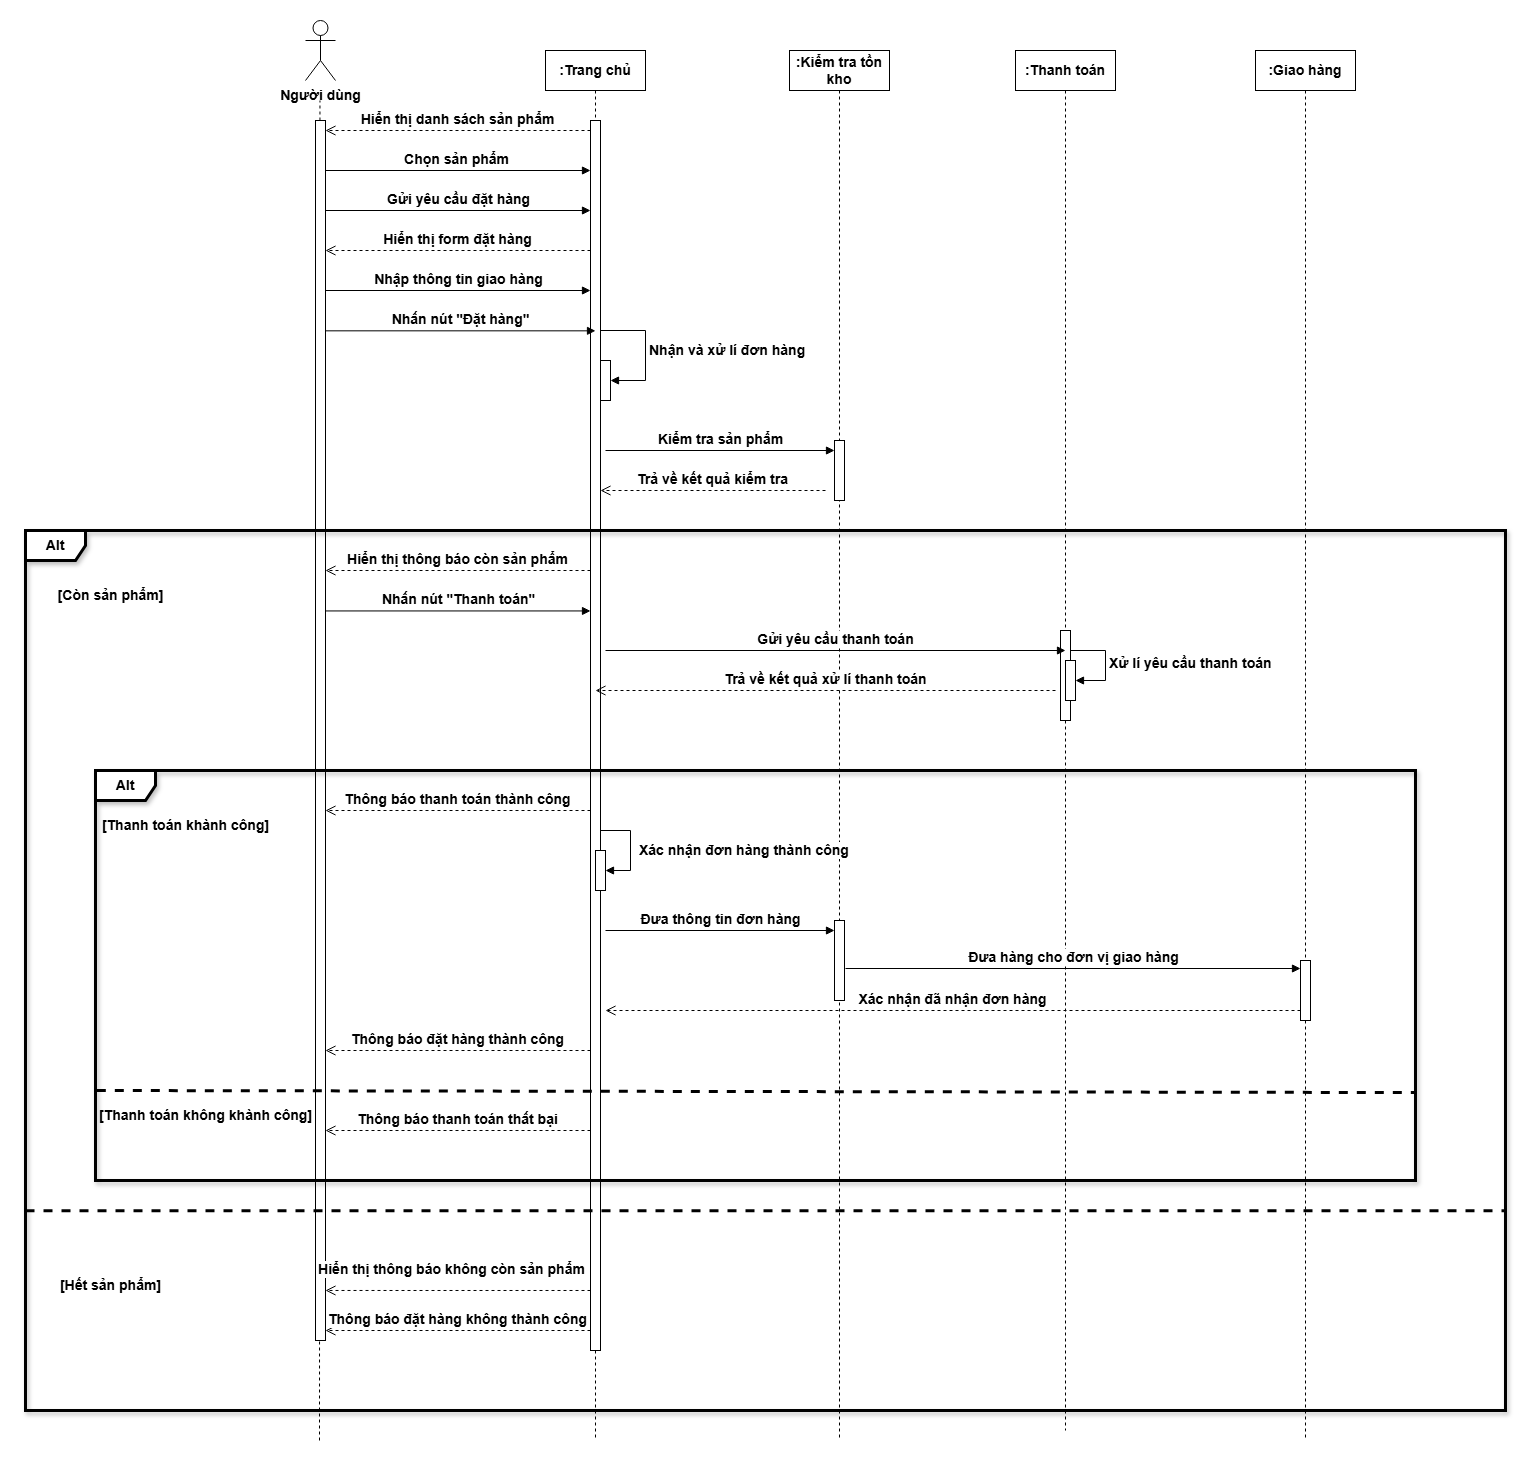 Người dùng
:Trang chủ
:Kiểm tra tồn
kho
:Thanh toán
:Giao hàng
Hiển thị danh sách sản phẩm
Chọn sản phẩm
Gửi yêu cầu đặt hàng
Hiển thị form đặt hàng
Nhập thông tin giao hàng
Nhấn nút "Đặt hàng"
Nhận và xử lí đơn hàng
Kiểm tra sản phẩm
Trả về kết quả kiểm tra
Alt
Hiển thị thông báo còn sản phẩm
[Còn sản phẩm]
Nhấn nút "Thanh toán"
Gửi yêu cầu thanh toán
Xử lí yêu cầu thanh toán
Trả về kết quả xử lí thanh toán
Alt
Thông báo thanh toán thành công
[Thanh toán khành công]
Xác nhận đơn hàng thành công
Đưa thông tin đơn hàng
Đưa hàng cho đơn vị giao hàng
Xác nhận đã nhận đơn hàng
Thông báo đặt hàng thành công
[Thanh toán không khành công]
Thông báo thanh toán thất bại
Hiển thị thông báo không còn sản phẩm
[Hết sản phẩm]
Thông báo đặt hàng không thành công